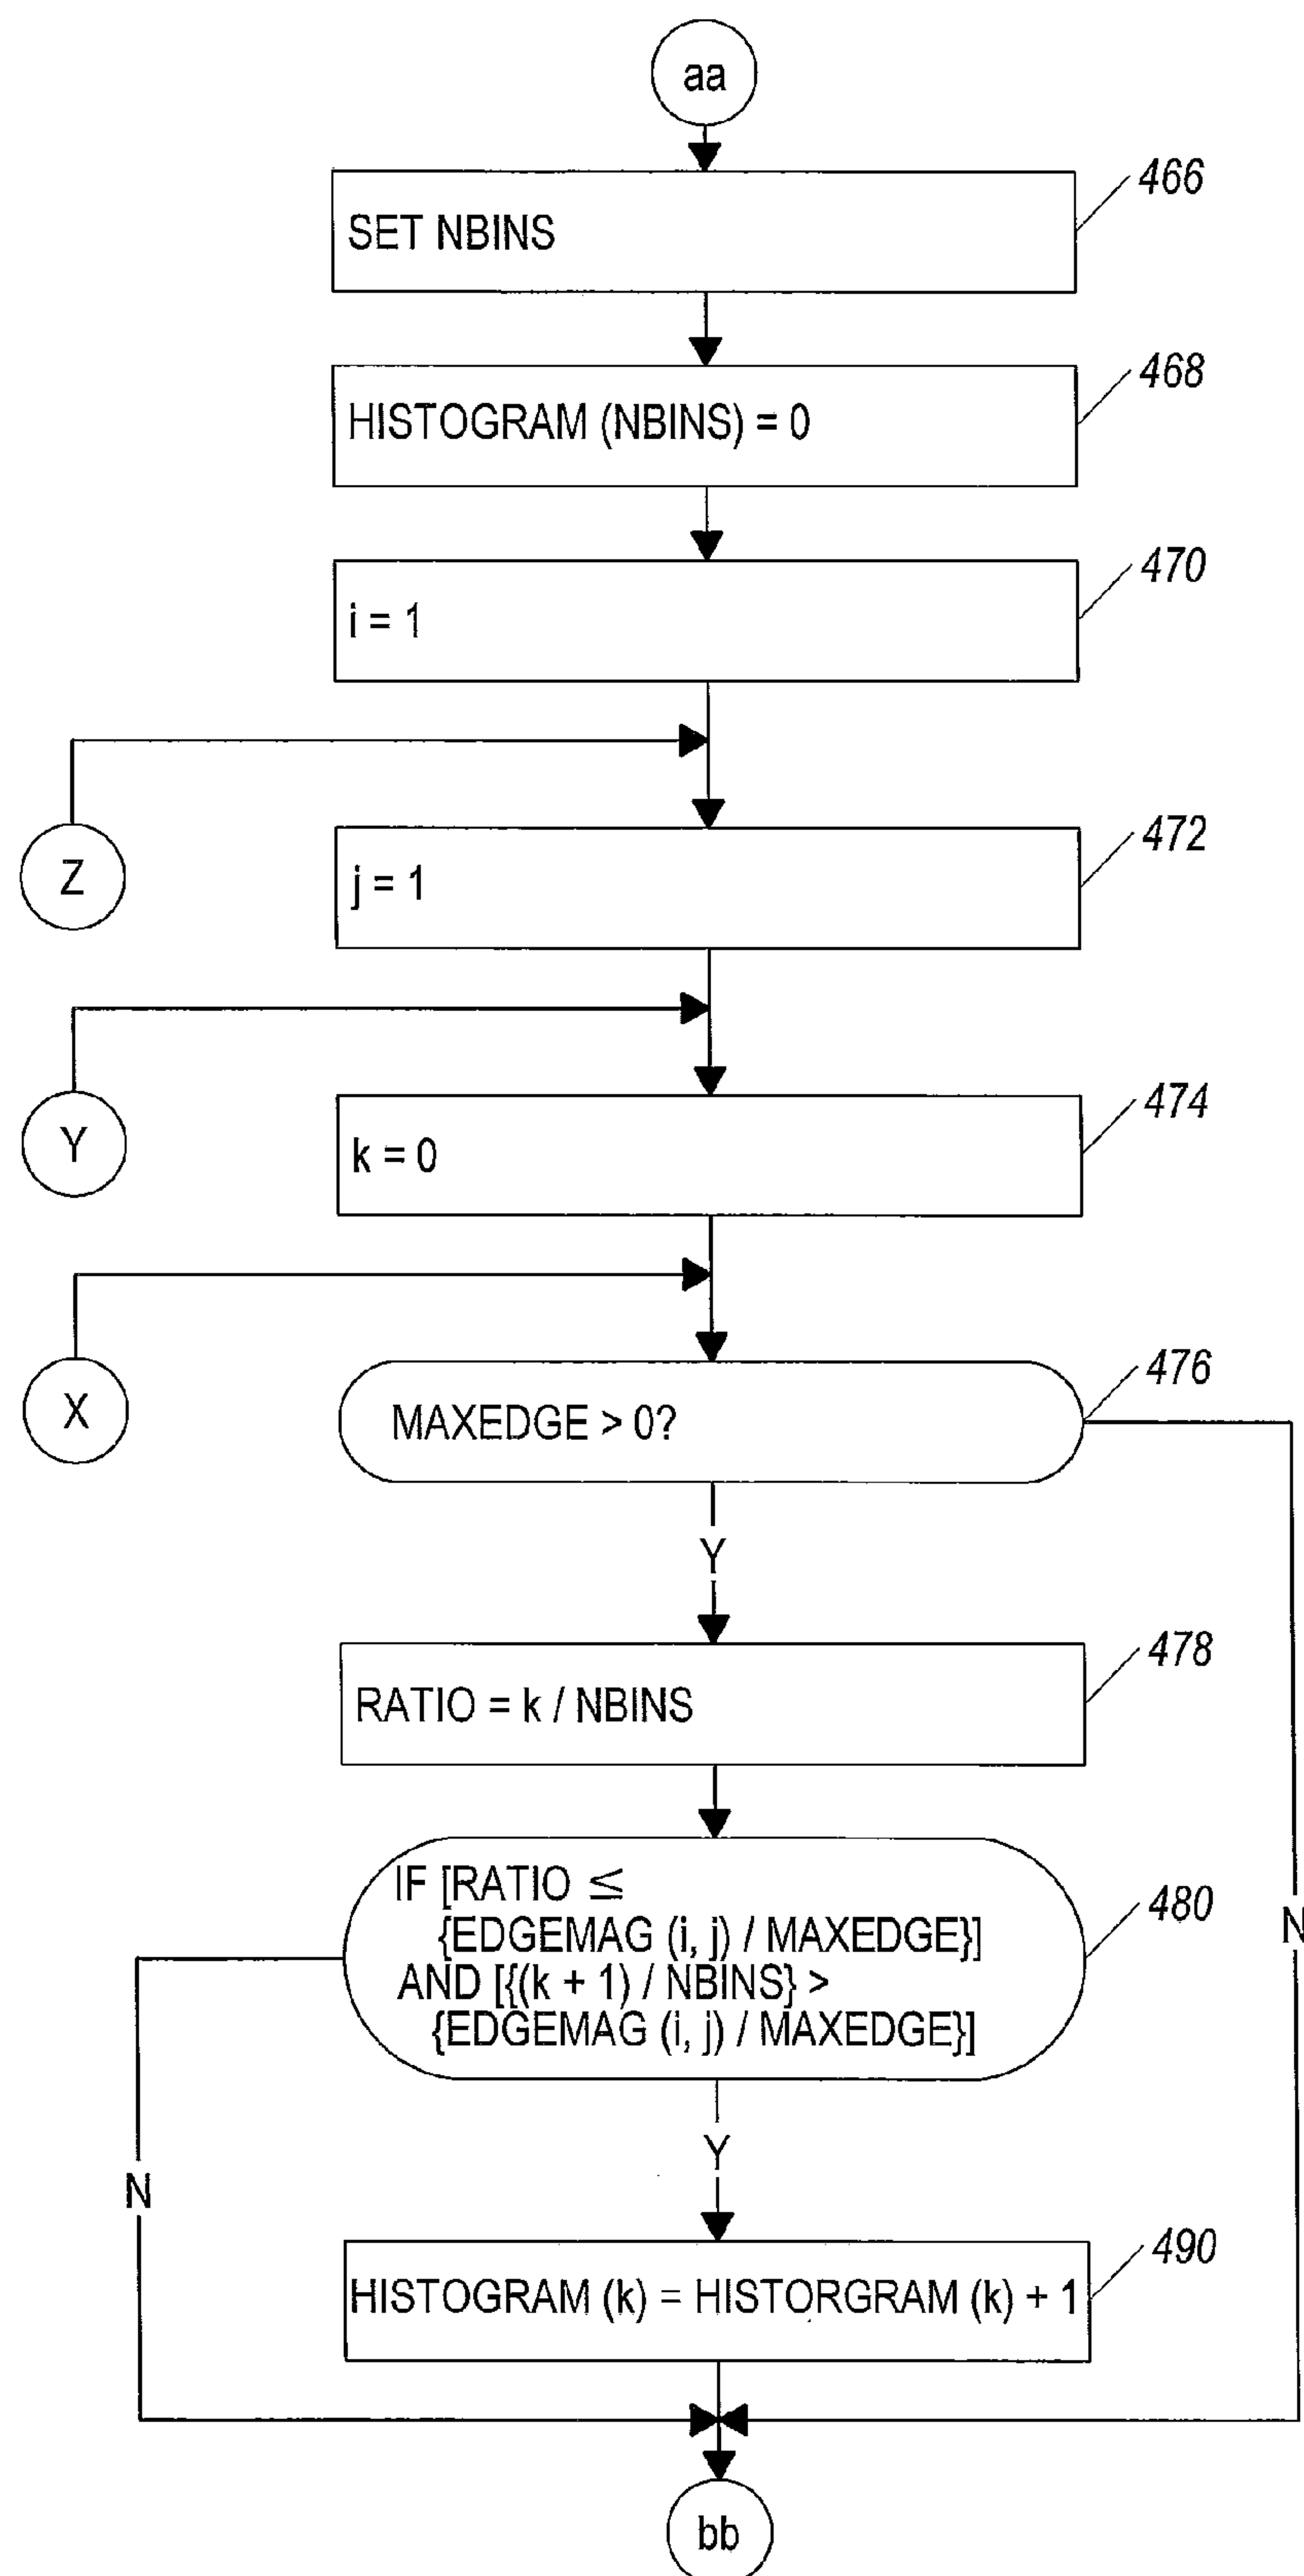 aa
466
SET NBINS
468
HISTOGRAM (NBINS) = 0
470
i = 1
Z
472
j = 1
Y
474
k = 0
X
476
MAXEDGE > 0?
Y
478
RATIO = k / NBINS
480
IF [RATIO ≤
{EDGEMAG (i, j) / MAXEDGE}]
AND [{(k + 1) / NBINS} >
{EDGEMAG (i, j) / MAXEDGE}]
N
Y
N
490
HISTOGRAM (k) = HISTORGRAM (k) + 1
bb